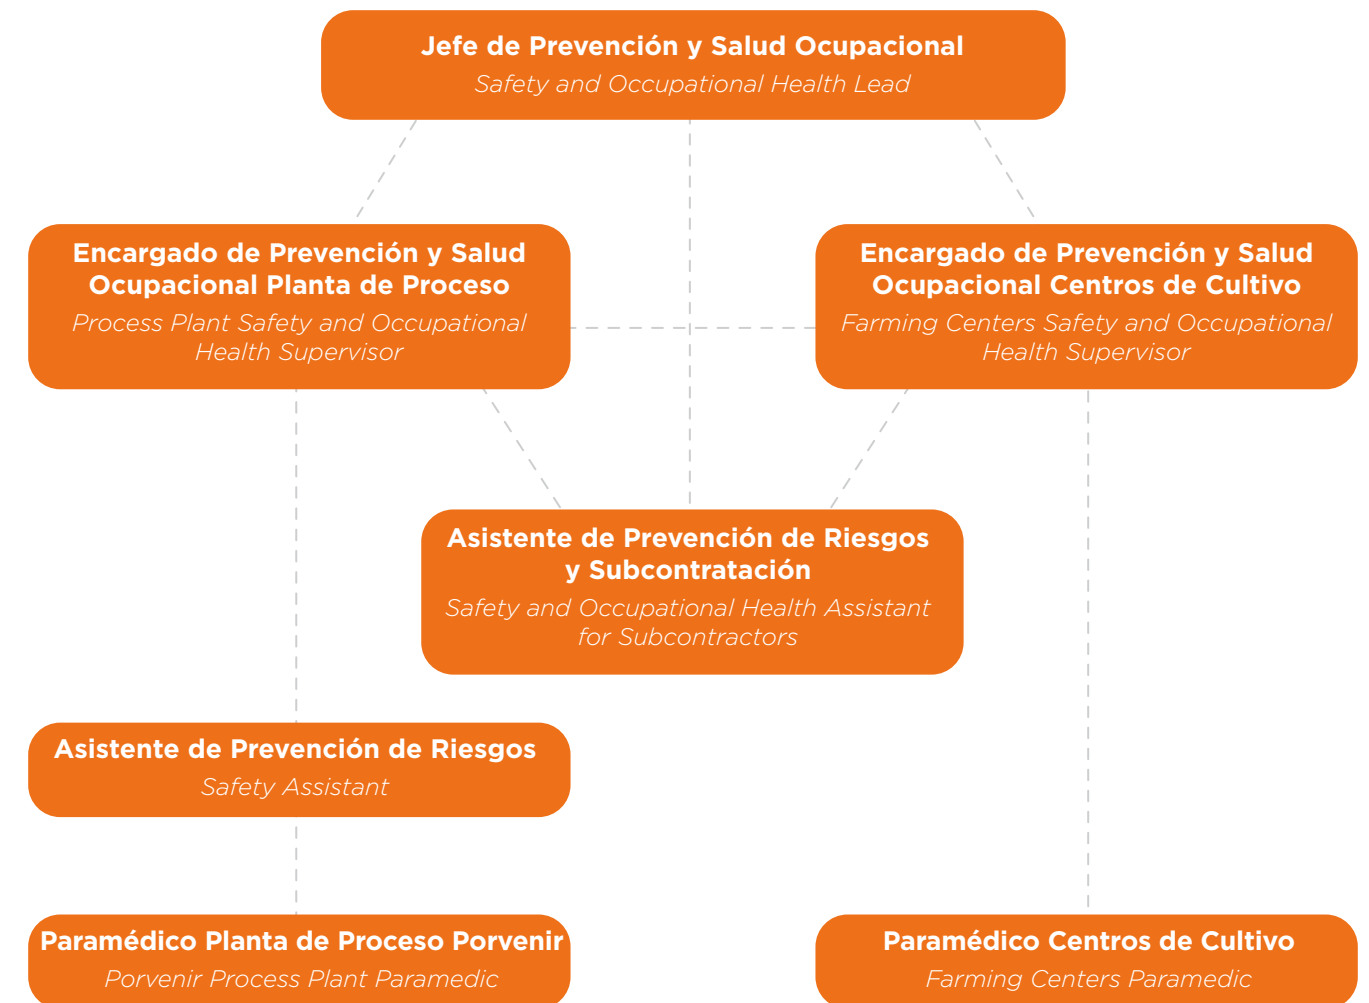 Jefe de Prevención y Salud Ocupacional
Safety and Occupational Health Lead
Encargado de Prevención y Salud
Ocupacional Planta de Proceso
Process Plant Safety and Occupational
Health Supervisor
Encargado de Prevención y Salud
Ocupacional Centros de Cultivo
Farming Centers Safety and Occupational
Health Supervisor
Asistente de Prevención de Riesgos
y Subcontratación
Safety and Occupational Health Assistant
for Subcontractors
Asistente de Prevención de Riesgos
Safety Assistant
Paramédico Planta de Proceso Porvenir
Porvenir Process Plant Paramedic
Paramédico Centros de Cultivo
Farming Centers Paramedic